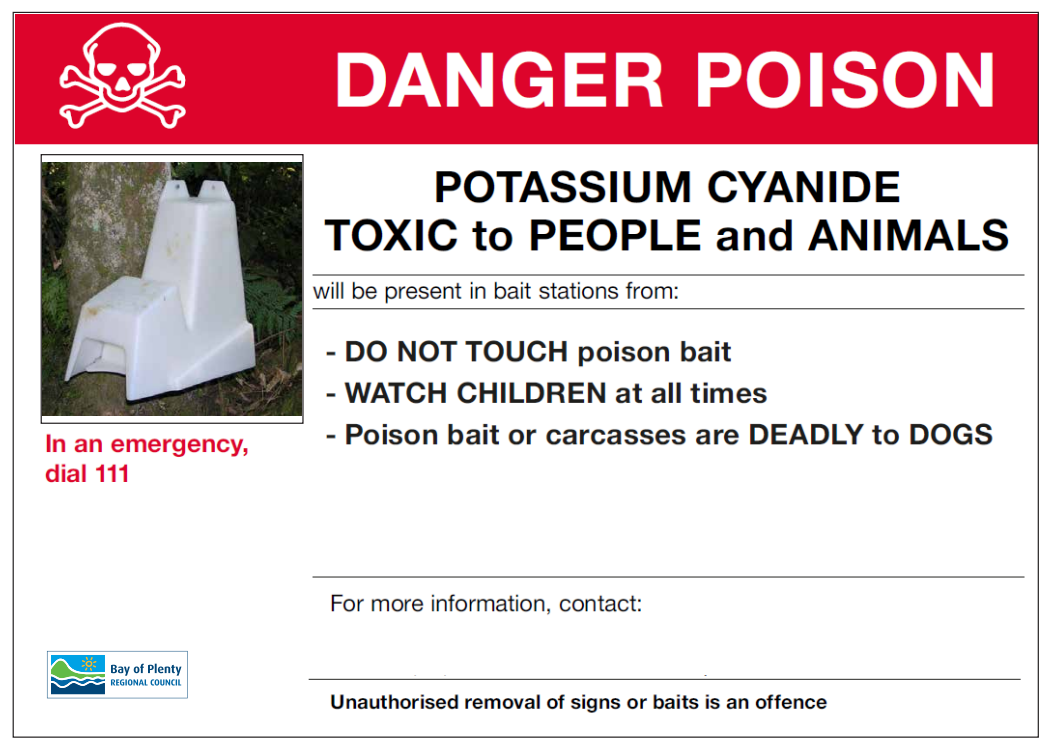 DANGER POISON
POTASSIUM CYANIDE
TOXIC to PEOPLE and ANIMALS
will be present in bait stations from:
- DO NOT TOUCH poison bait
- WATCH CHILDREN at all times
- Poison bait or carcasses are DEADLY to DOGS
In an emergency,
dial 111
For more information, contact:
Bay of Plenty
REGIONAL COUNCIL
Unauthorised removal of signs or baits is an offence